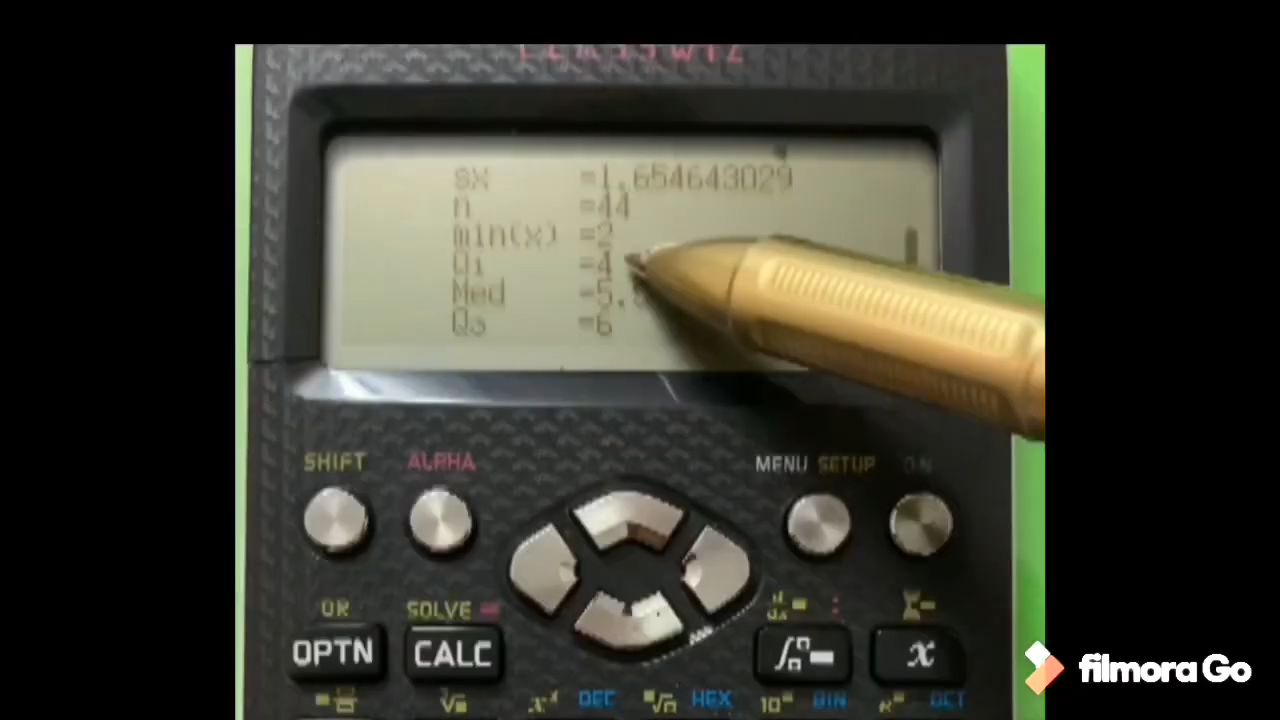 sx =1.654643029
n =44
min(x) =2
Q1 =4
Med =5.
Q3 =6
SHIFT ALPHA MENU SETUP ON
SOLVE =
OPTN CALC x
DEC HEX BIN OCT
filmora Go